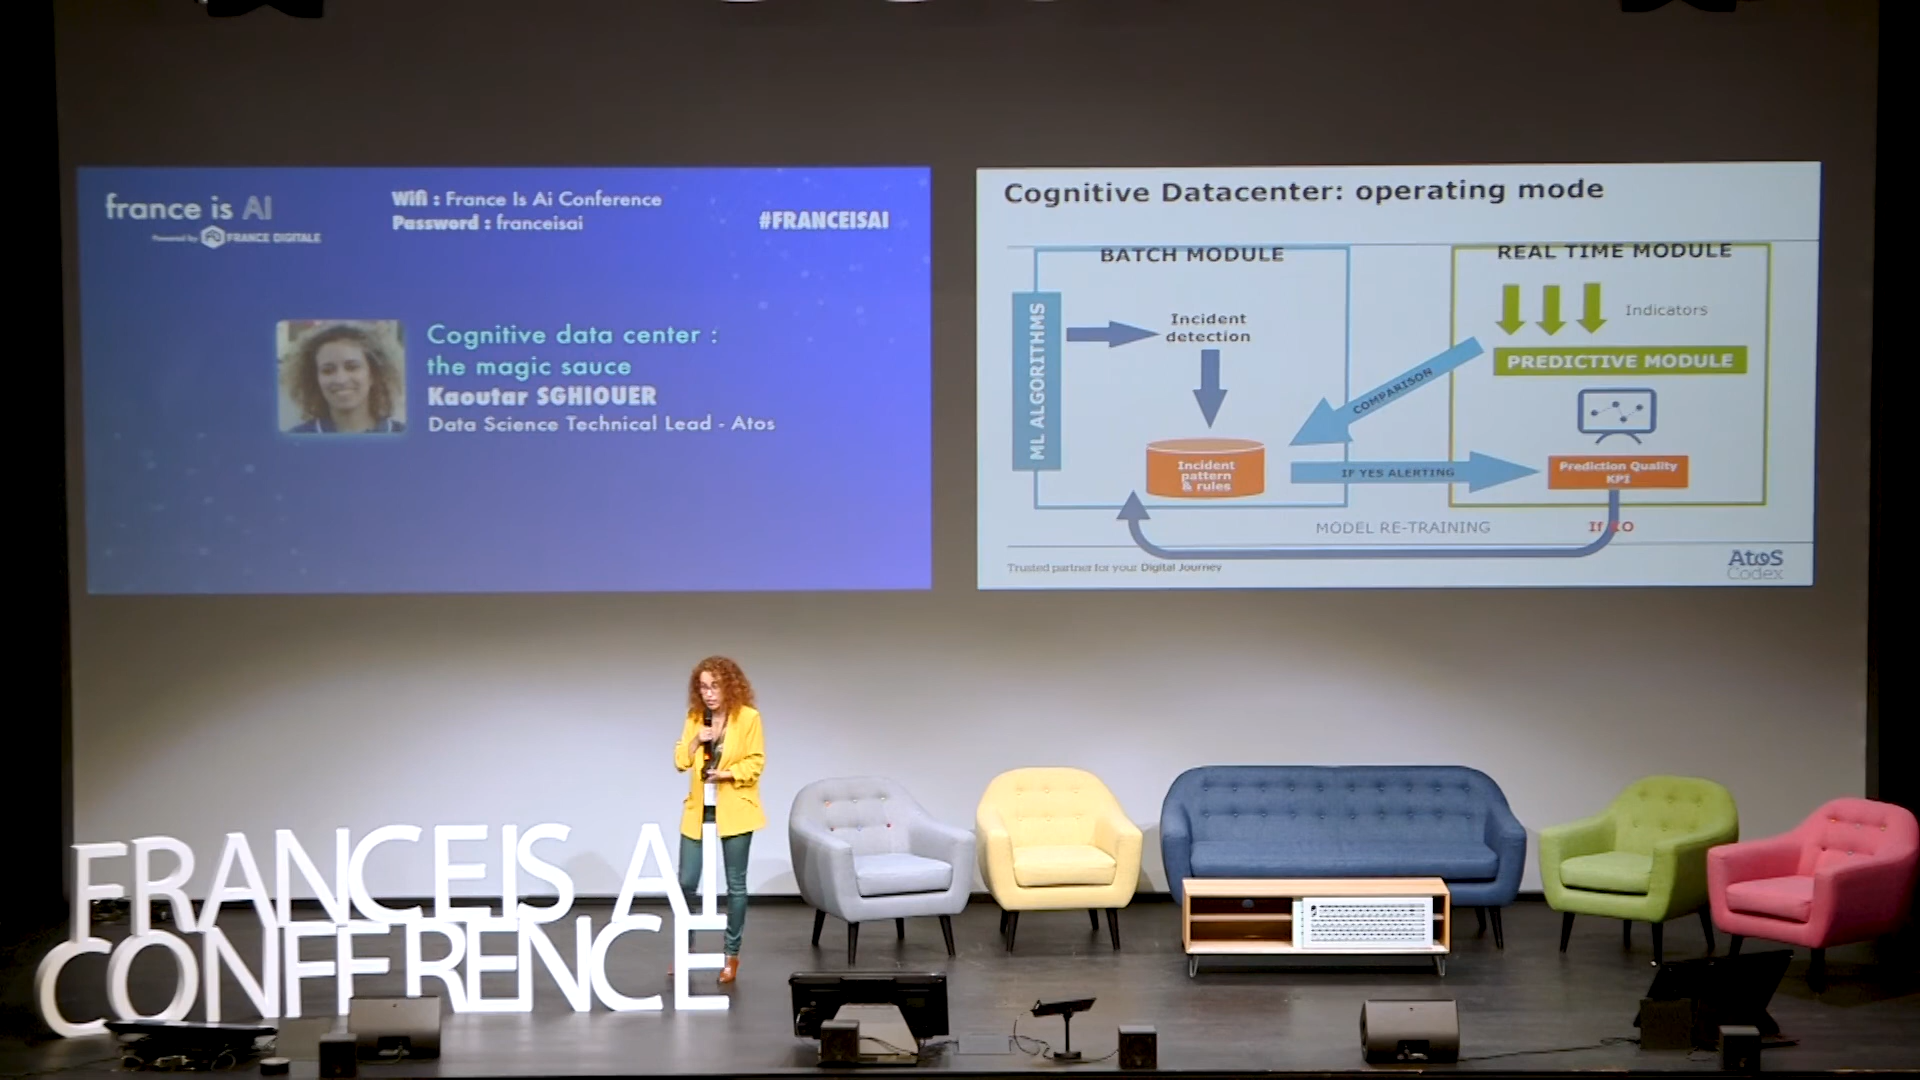 france is AI
Powered by FRANCE DIGITALE
Wifi : France Is Ai Conference
Password : franceisai
#FRANCEISAI
Cognitive data center :
the magic sauce
Kaoutar SGHIOUER
Data Science Technical Lead - Atos
Cognitive Datacenter: operating mode
BATCH MODULE
ML ALGORITHMS
Incident
detection
Incident
pattern
& rules
COMPARISON
IF YES ALERTING
REAL TIME MODULE
Indicators
PREDICTIVE MODULE
Prediction Quality
KPI
MODEL RE-TRAINING
If KO
Trusted partner for your Digital Journey
Atos
Codex
FRANCE IS AI
CONFERENCE